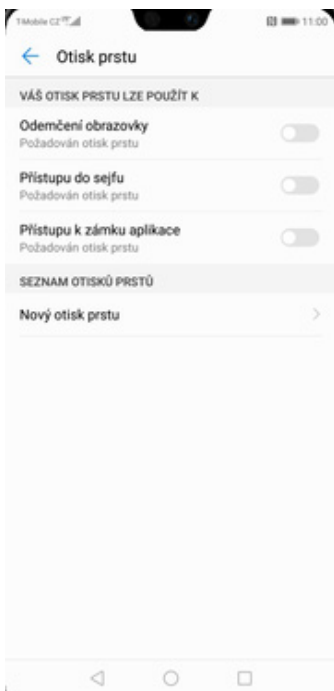 T-Mobile CZ 11:00
Otisk prstu
VÁŠ OTISK PRSTU LZE POUŽÍT K
Odemčení obrazovky
Požadován otisk prstu
Přístupu do sejfu
Požadován otisk prstu
Přístupu k zámku aplikace
Požadován otisk prstu
SEZNAM OTISKŮ PRSTŮ
Nový otisk prstu